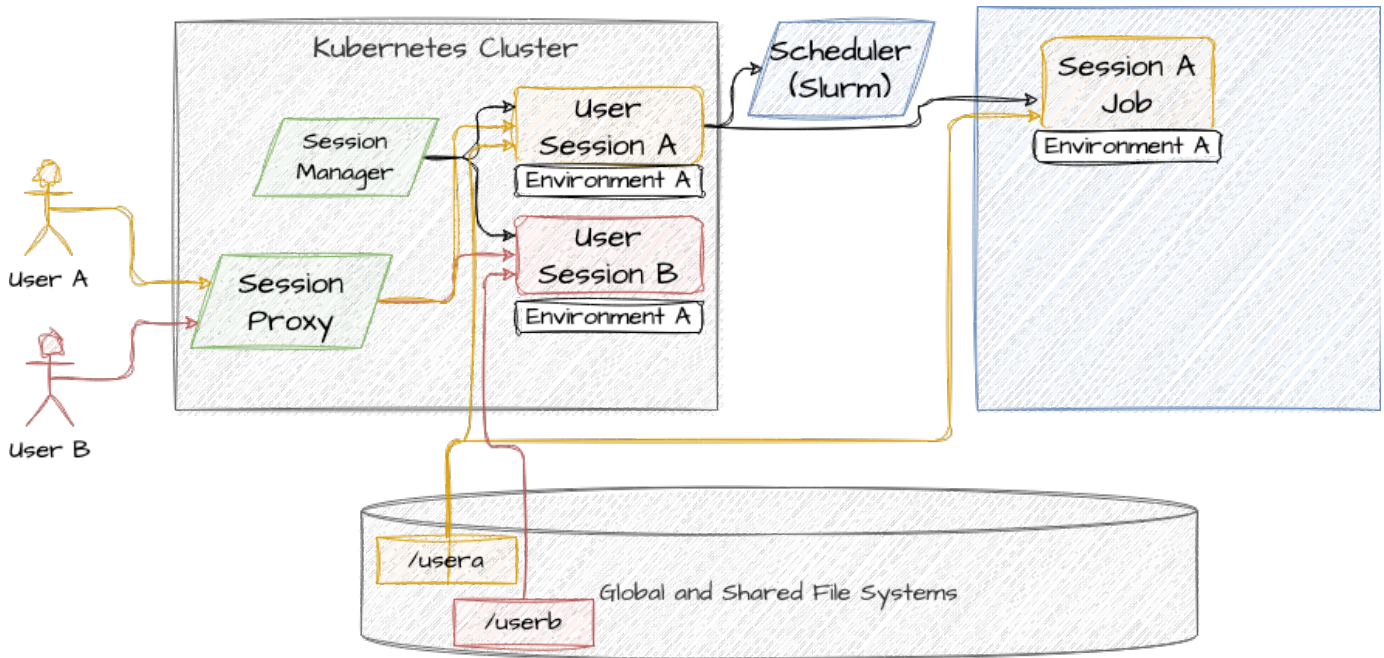 Kubernetes Cluster
Session
Manager
User
Session A
Environment A
User
Session B
Environment A
Session
Proxy
Scheduler
(Slurm)
Session A
Job
Environment A
User A
User B
/usera
/userb
Global and Shared File Systems